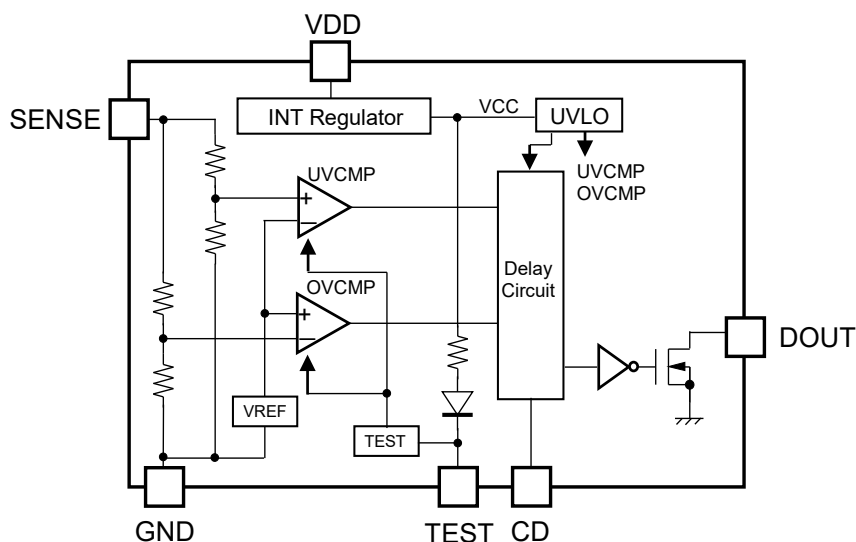 VDD
SENSE
INT Regulator
VCC
UVLO
UVCMP
UVCMP
OVCMP
+
−
Delay
Circuit
OVCMP
+
−
DOUT
VREF
TEST
GND
TEST
CD